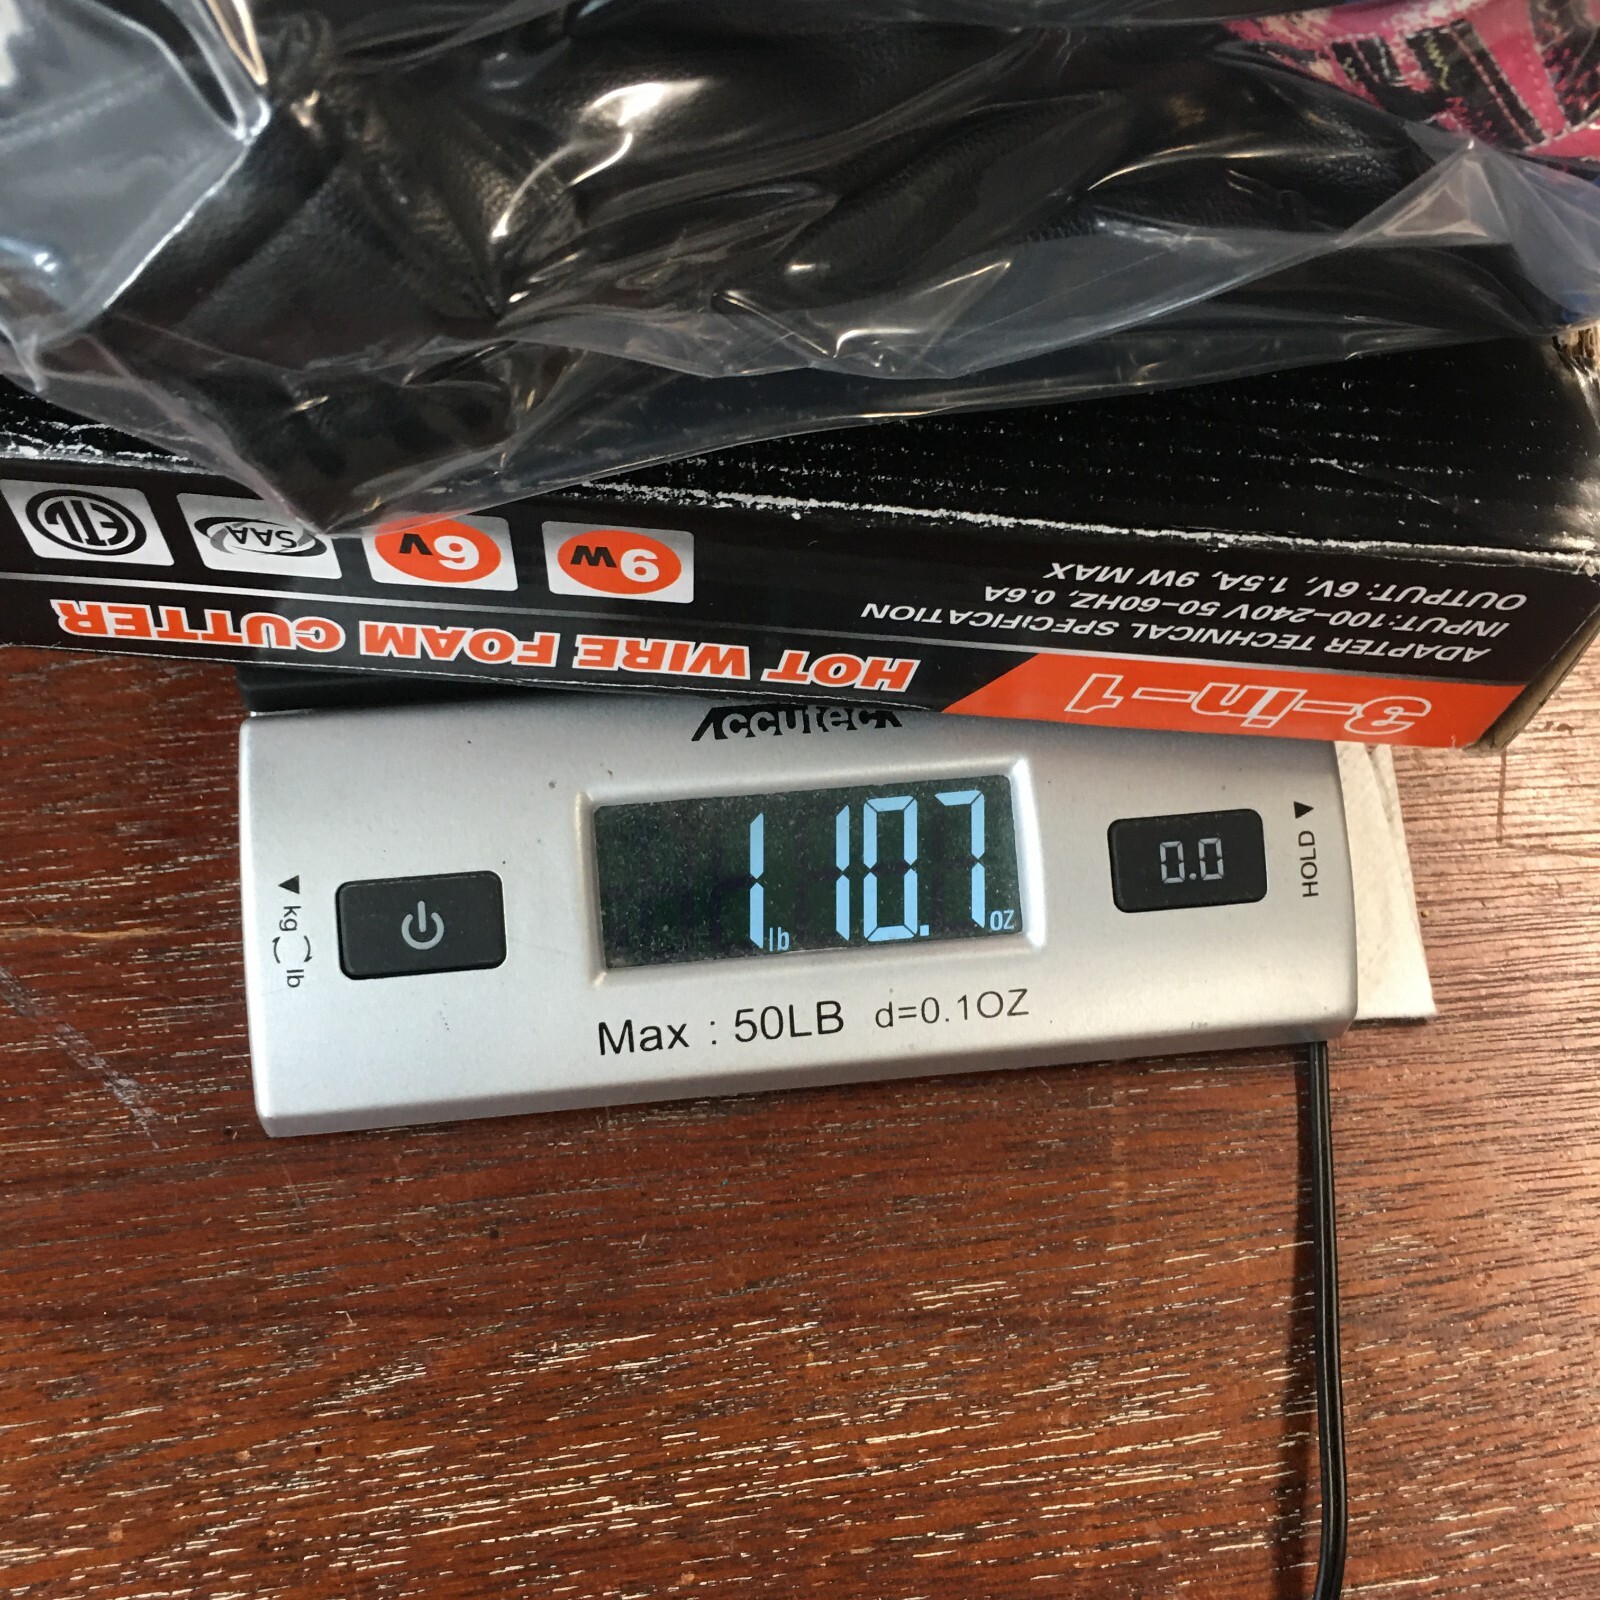 ETL
SAA
6V
9W
HOT WIRE FOAM CUTTER
3-in-1
ADAPTER TECHNICAL SPECIFICATION
INPUT:100-240V 50-60HZ, 0.6A
OUTPUT: 6V, 1.5A, 9W MAX
Accuteck
1.lb 10.7 oz
kg lb
0.0
HOLD
Max : 50LB d=0.1OZ